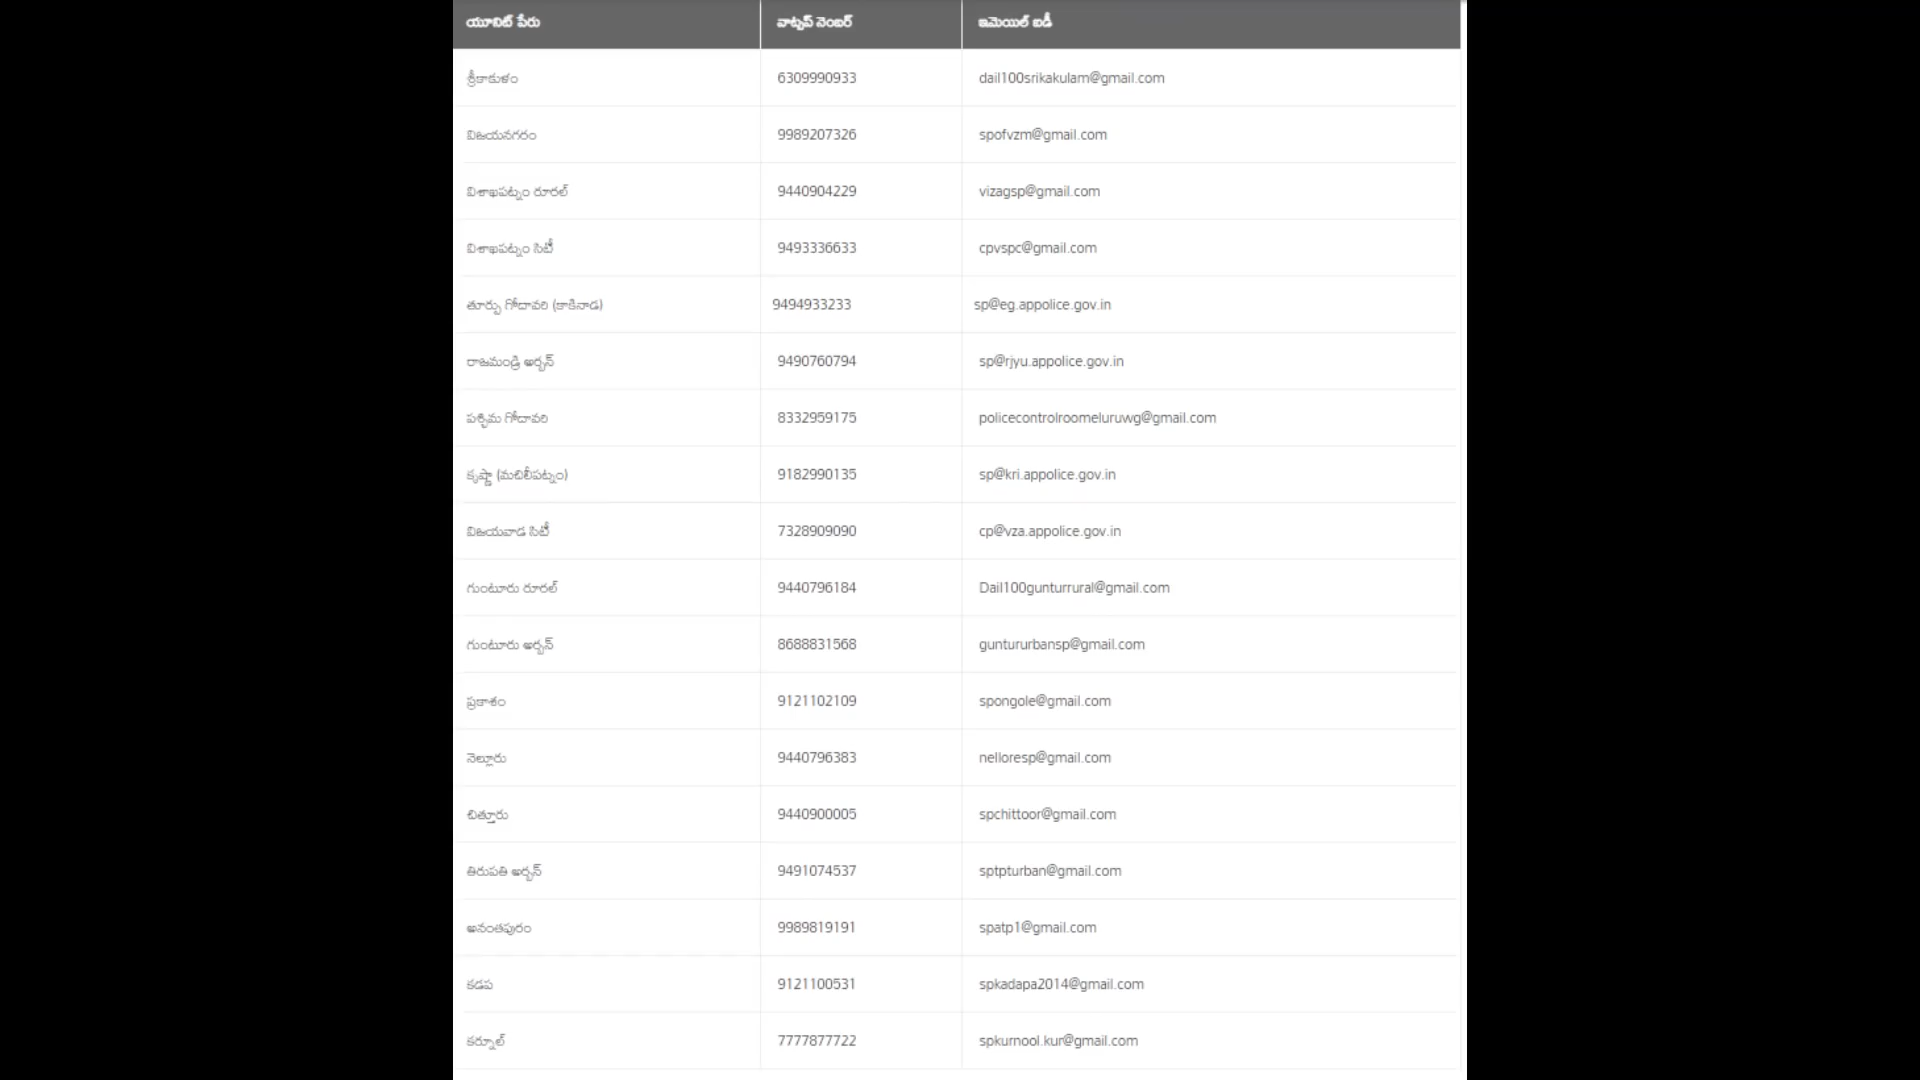 యూనిట్ పేరు వాట్సప్ నెంబర్ ఇమెయిల్ ఐడీ
శ్రీకాకుళం 6309990933 dail100srikakulam@gmail.com
విజయనగరం 9989207326 spofvzm@gmail.com
విశాఖపట్నం రూరల్ 9440904229 vizagsp@gmail.com
విశాఖపట్నం సిటీ 9493336633 cpvspc@gmail.com
తూర్పు గోదావరి (కాకినాడ) 9494933233 sp@eg.appolice.gov.in
రాజమండ్రి అర్బన్ 9490760794 sp@rjyu.appolice.gov.in
పశ్చిమ గోదావరి 8332959175 policecontrolroomeluruwg@gmail.com
కృష్ణా (మచిలీపట్నం) 9182990135 sp@kri.appolice.gov.in
విజయవాడ సిటీ 7328909090 cp@vza.appolice.gov.in
గుంటూరు రూరల్ 9440796184 Dail100gunturrural@gmail.com
గుంటూరు అర్బన్ 8688831568 guntururbansp@gmail.com
ప్రకాశం 9121102109 spongole@gmail.com
నెల్లూరు 9440796383 nelloresp@gmail.com
చిత్తూరు 9440900005 spchittoor@gmail.com
తిరుపతి అర్బన్ 9491074537 sptpturban@gmail.com
అనంతపురం 9989819191 spatp1@gmail.com
కడప 9121100531 spkadapa2014@gmail.com
కర్నూల్ 7777877722 spkurnool.kur@gmail.com